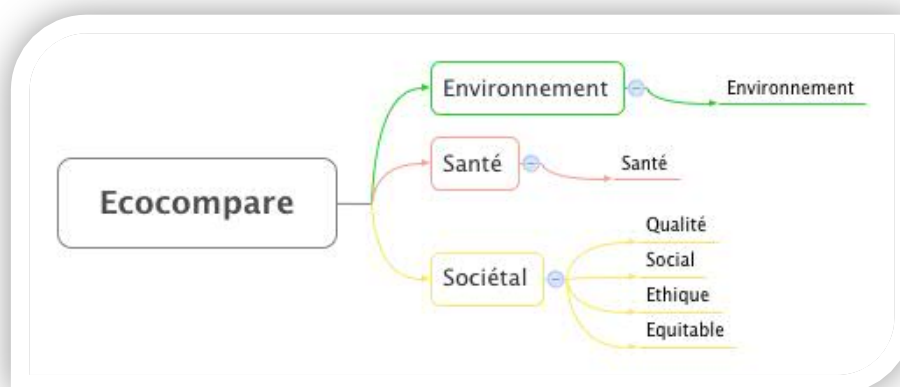 Ecocompare
Environnement
Environnement
Santé
Santé
Sociétal
Qualité
Social
Ethique
Equitable